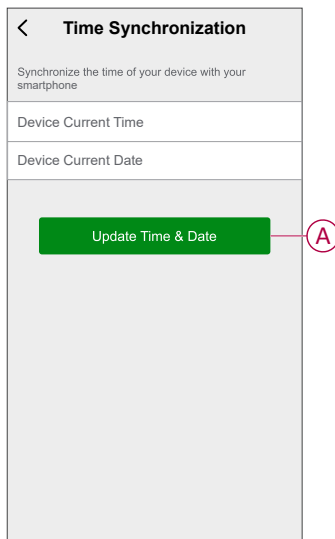 Time Synchronization
Synchronize the time of your device with your
smartphone
Device Current Time
Device Current Date
Update Time & Date
A